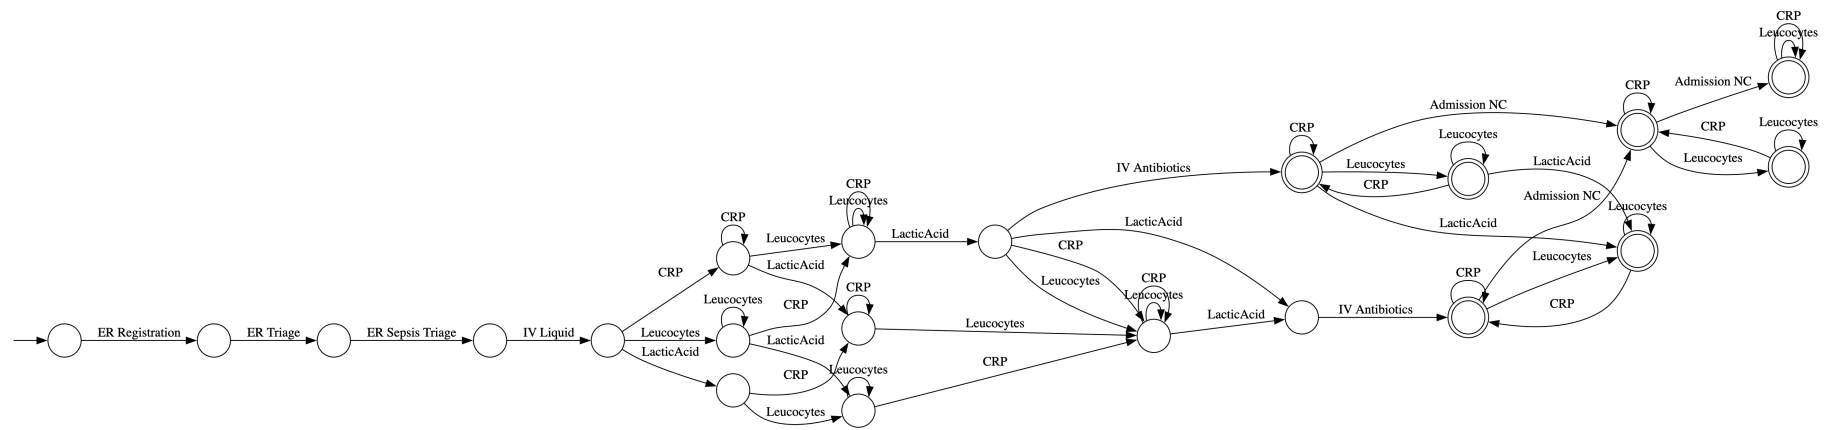 CRP
Leucocytes
Admission NC
CRP
Admission NC
CRP
Leucocytes
CRP
Leucocytes
Leucocytes
LacticAcid
CRP
IV Antibiotics
Leucocytes
CRP
Admission NC
Leucocytes
LacticAcid
Leucocytes
CRP
CRP
IV Antibiotics
CRP
Leucocytes
LacticAcid
LacticAcid
CRP
Leucocytes
CRP
Leucocytes
LacticAcid
CRP
Leucocytes
LacticAcid
CRP
Leucocytes
CRP
LacticAcid
CRP
Leucocytes
CRP
Leucocytes
LacticAcid
CRP
Leucocytes
ER Registration
ER Triage
ER Sepsis Triage
IV Liquid